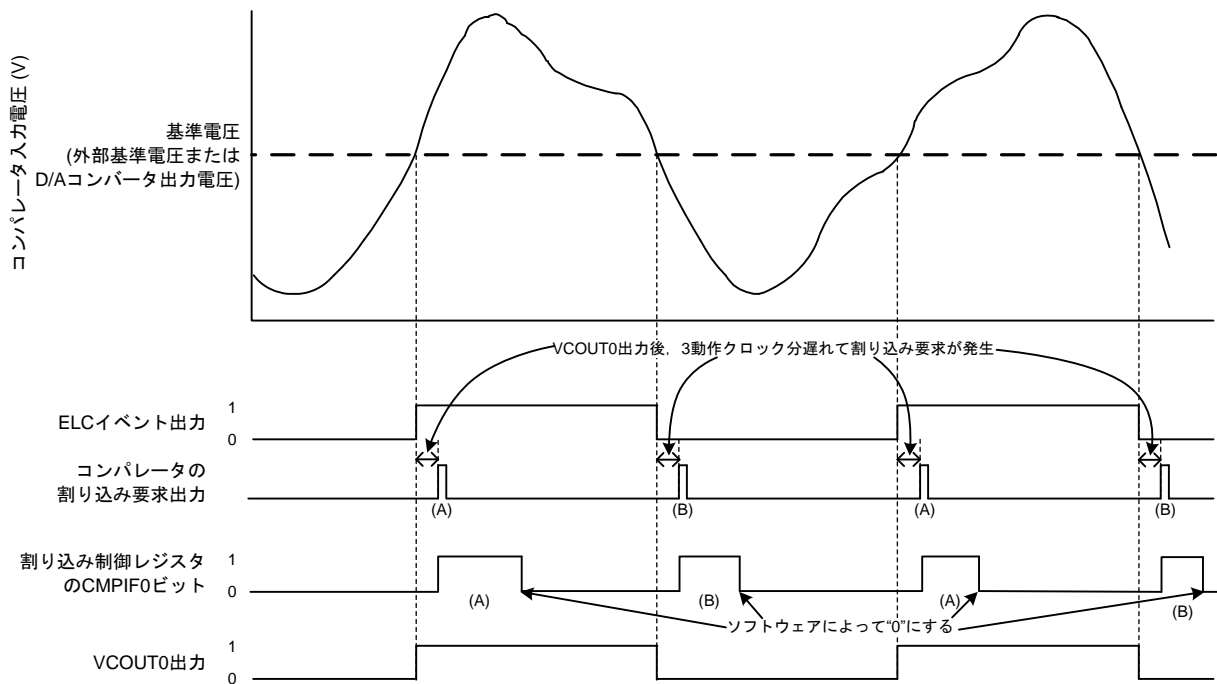 コンパレータ入力電圧 (V)
基準電圧
(外部基準電圧または
D/Aコンバータ出力電圧)
VCOUT0出力後，3動作クロック分遅れて割り込み要求が発生
ELCイベント出力
1
0
コンパレータの
割り込み要求出力
(A)
(B)
(A)
(B)
割り込み制御レジスタ
のCMPIF0ビット
1
0
(A)
(B)
(A)
(B)
ソフトウェアによって“0”にする
VCOUT0出力
1
0